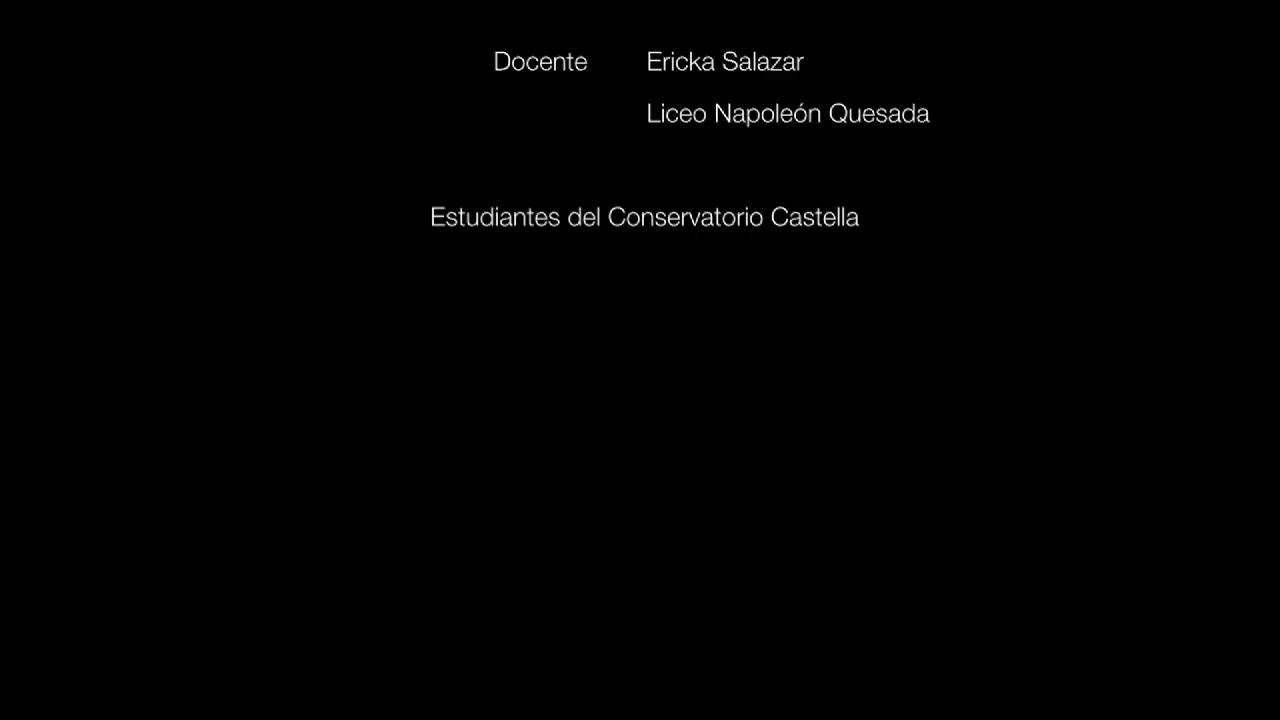 Docente Ericka Salazar
Liceo Napoleón Quesada
Estudiantes del Conservatorio Castella